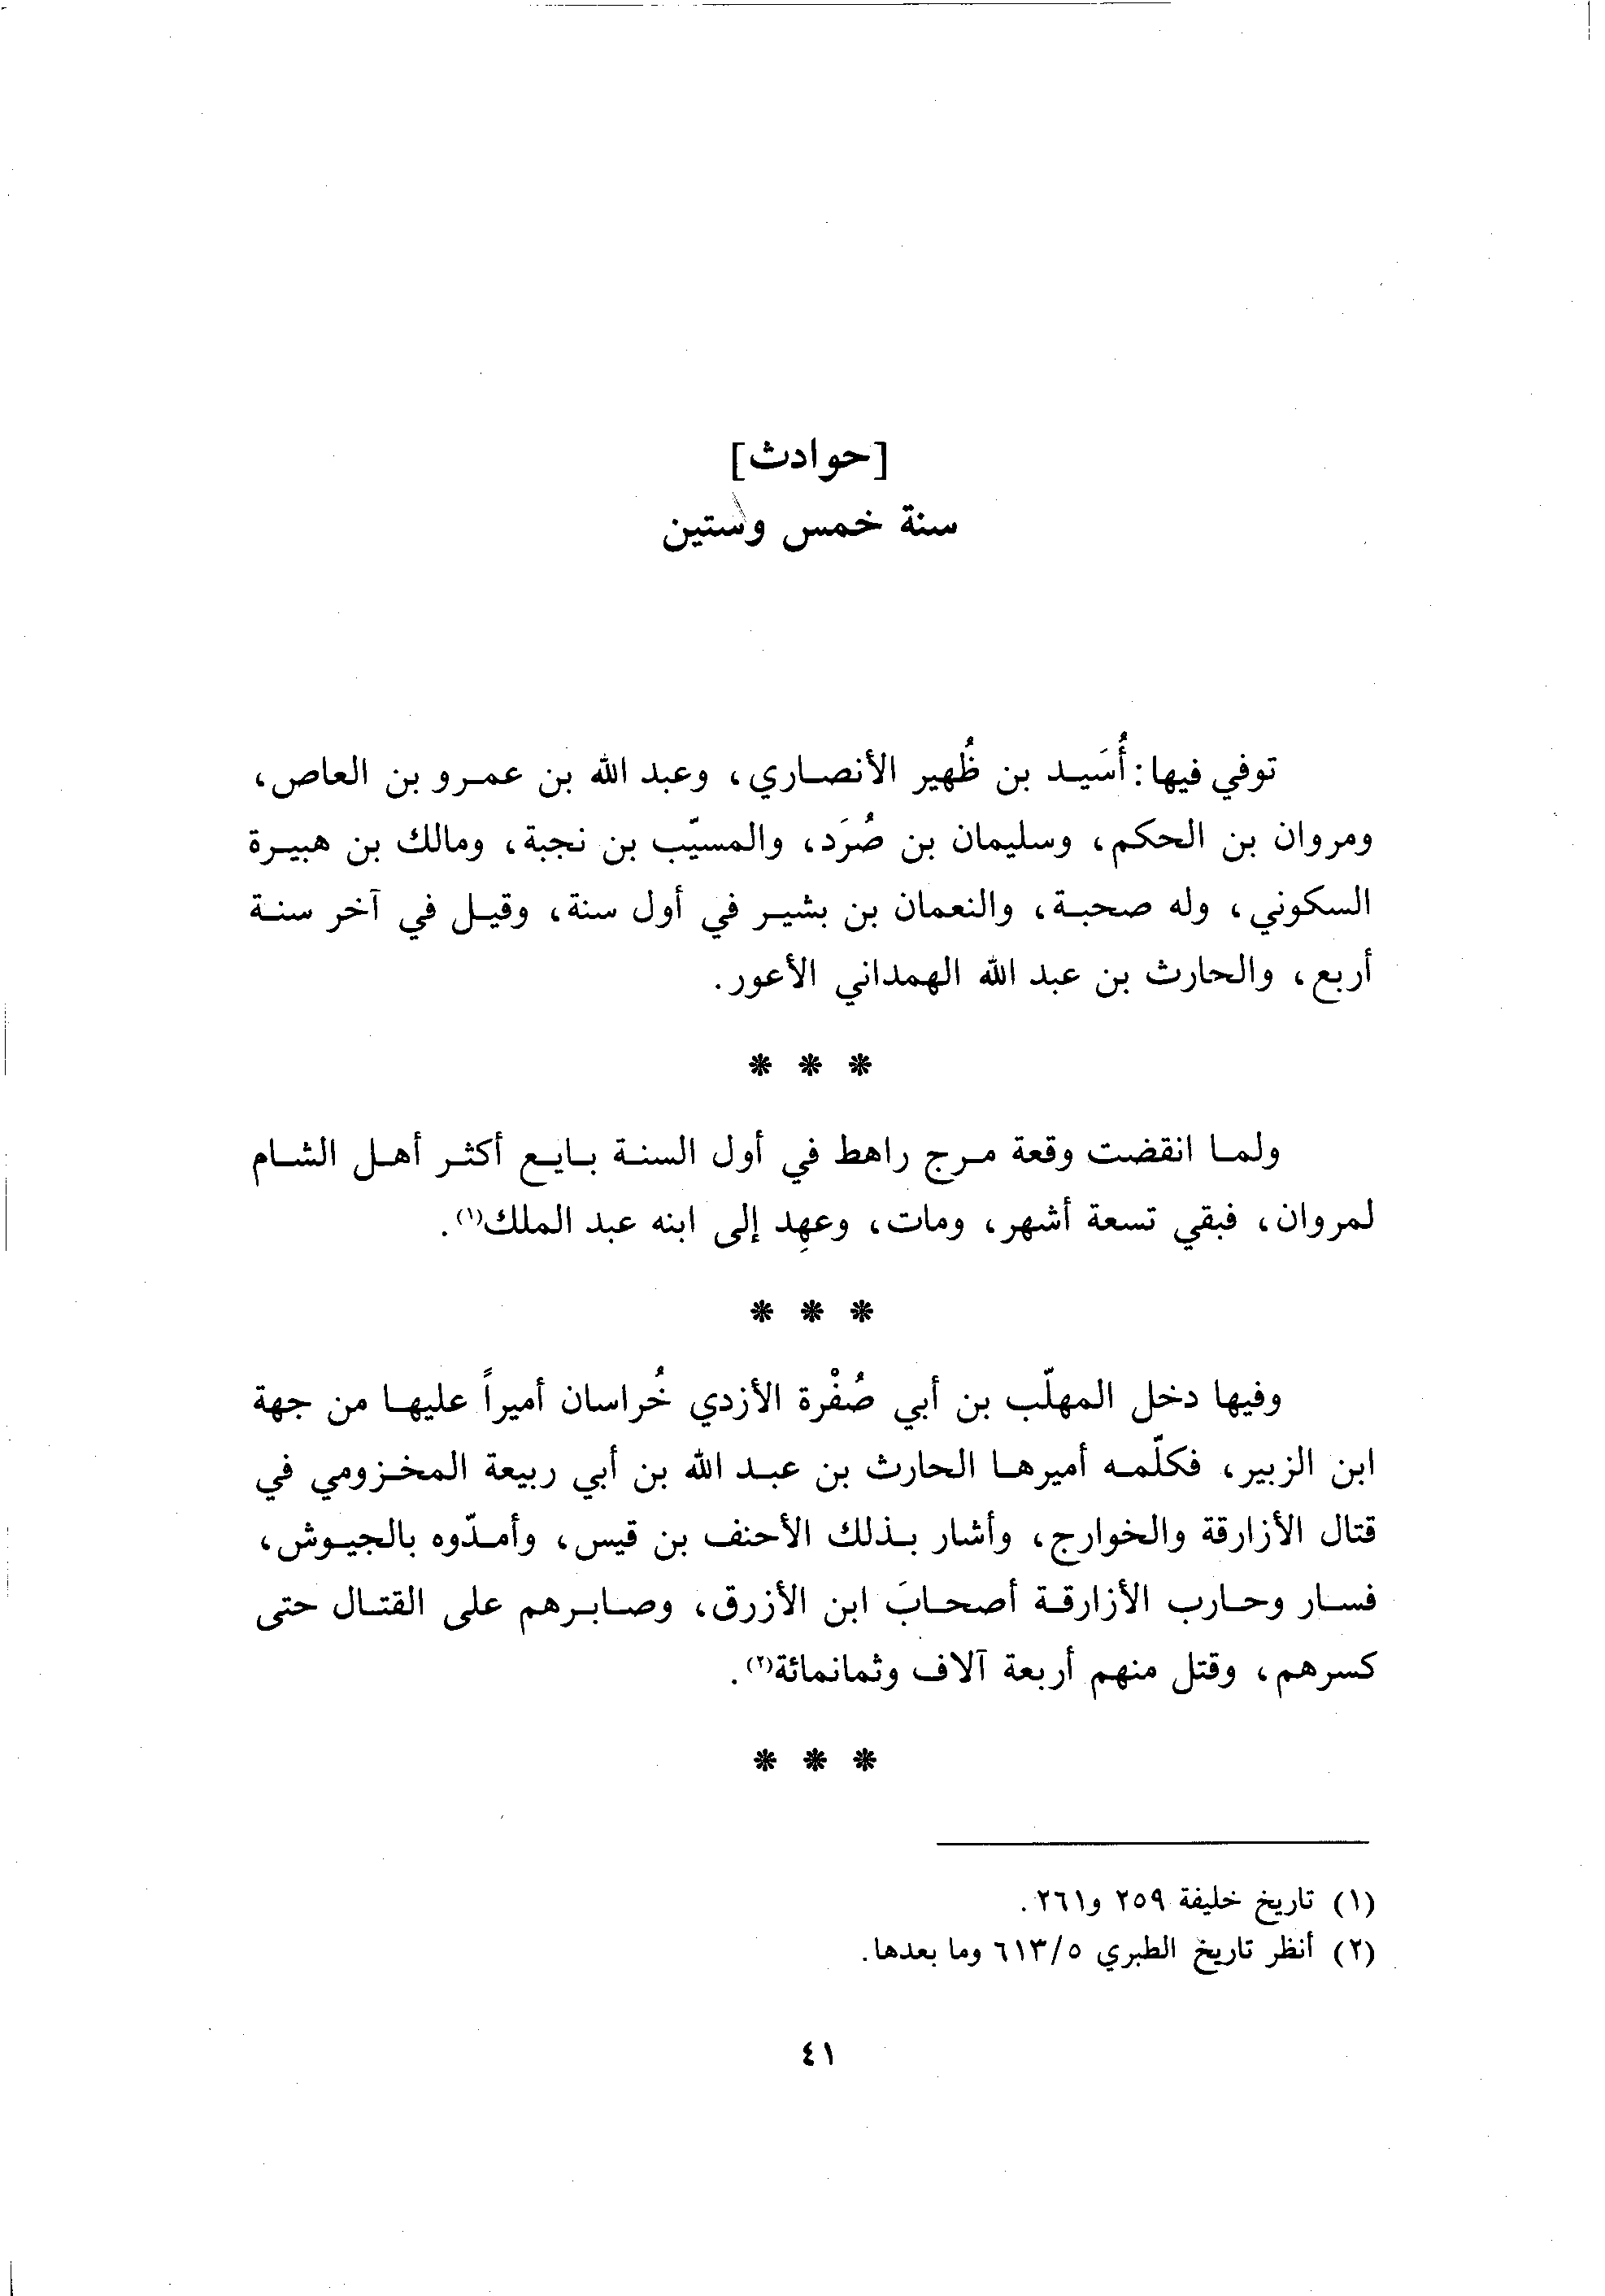 [حوادث]
سنة خمس وستين
توفي فيها: أُسَيد بن ظُهير الأنصاري، وعبد الله بن عمرو بن العاص،
ومروان بن الحكم، وسليمان بن صُرَد، والمسيّب بن نجبة، ومالك بن هبيرة
السكوني، وله صحبة، والنعمان بن بشير في أول سنة، وقيل في آخر سنة
أربع، والحارث بن عبد الله الهمداني الأعور.
* * *
ولما انقضت وقعة مرج راهط في أول السنة بايع أكثر أهل الشام
لمروان، فبقي تسعة أشهر، ومات، وعهِد إلى ابنه عبد الملك(١).
* * *
وفيها دخل المهلّب بن أبي صُفْرة الأزدي خُراسان أميراً عليها من جهة
ابن الزبير، فكلّمه أميرها الحارث بن عبد الله بن أبي ربيعة المخزومي في
قتال الأزارقة والخوارج، وأشار بذلك الأحنف بن قيس، وأمدّوه بالجيوش،
فسار وحارب الأزارقة أصحابَ ابن الأزرق، وصابرهم على القتال حتى
كسرهم، وقتل منهم أربعة آلاف وثمانمائة(٢).
* * *
(١) تاريخ خليفة ٢٥٩ و٢٦١.
(٢) أنظر تاريخ الطبري ٦١٣/٥ وما بعدها.
٤١